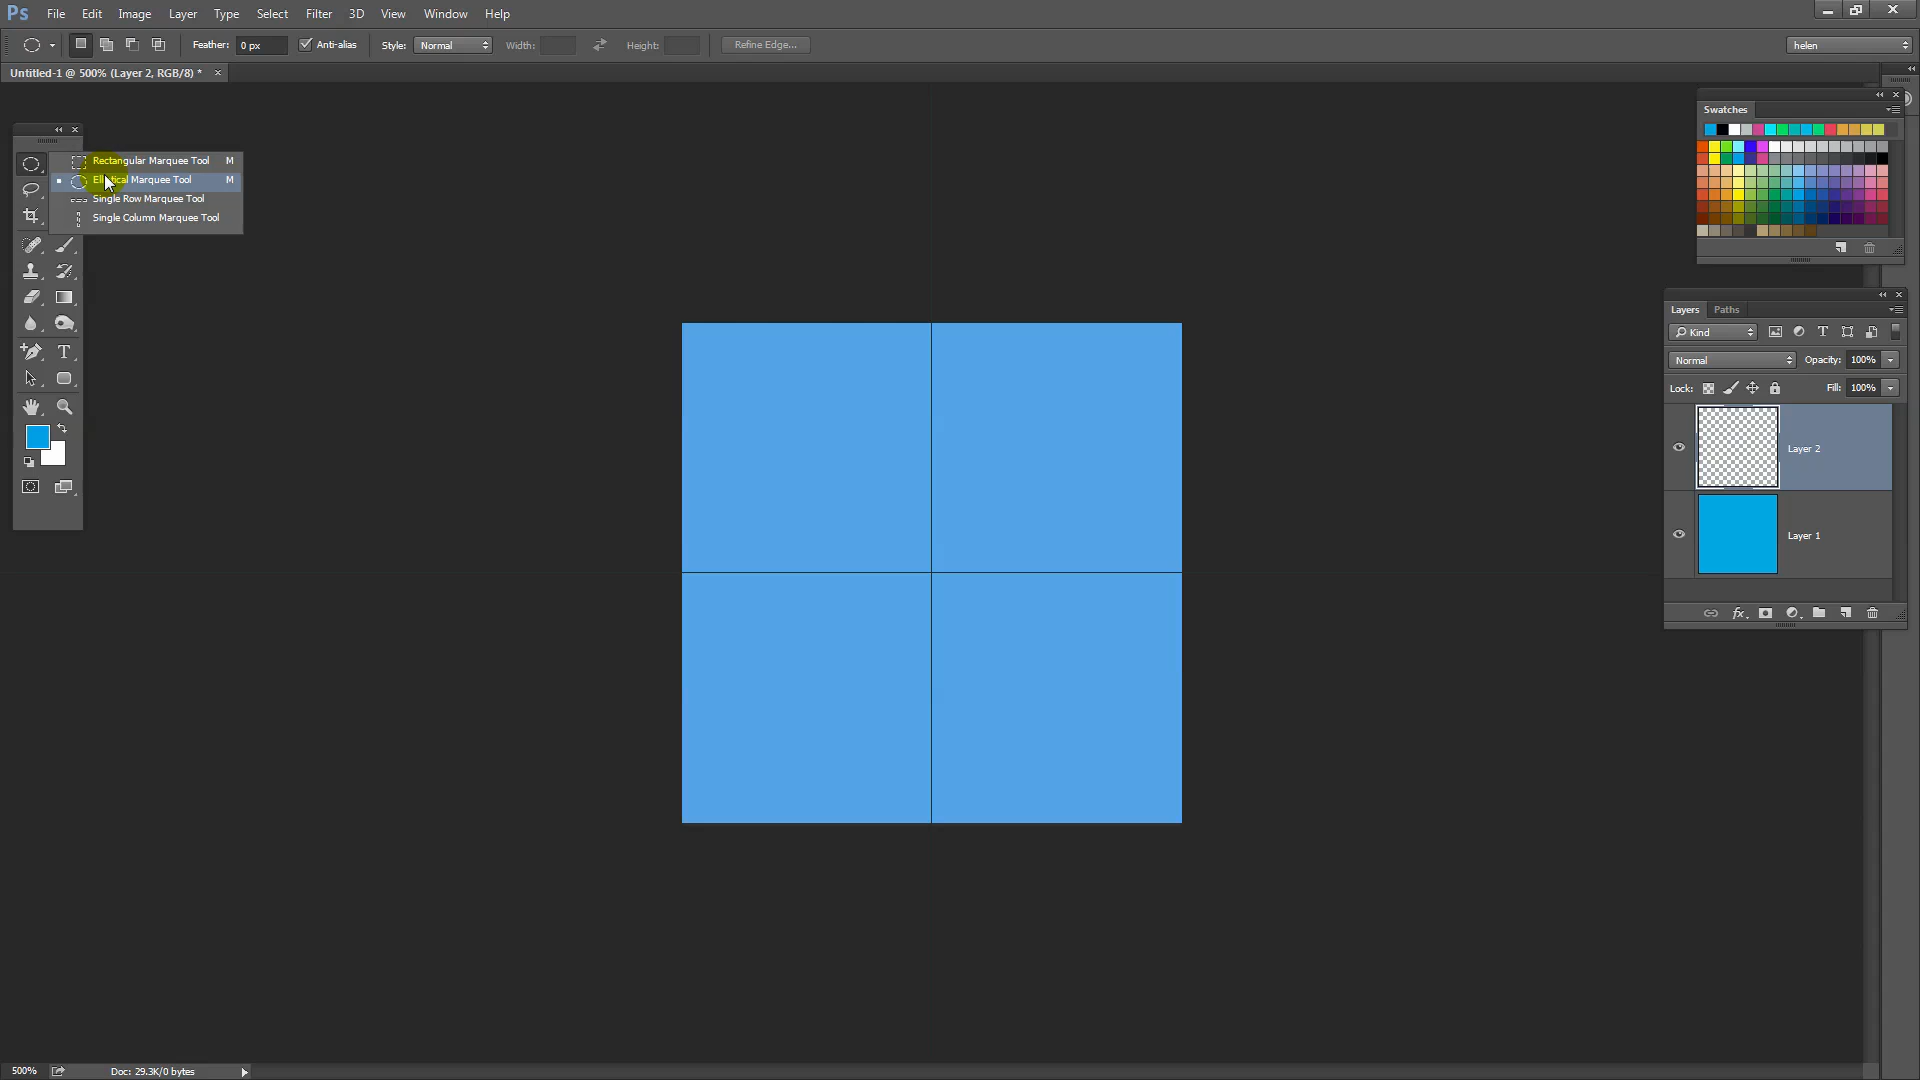 Ps File Edit Image Layer Type Select Filter 3D View Window Help
Feather: 0 px Anti-alias Style: Normal Width: Height: Refine Edge... helen
Untitled-1 @ 500% (Layer 2, RGB/8) * ×
Swatches
Rectangular Marquee Tool M
Elliptical Marquee Tool M
Single Row Marquee Tool
Single Column Marquee Tool
T
Layers Paths
Kind T
Normal Opacity: 100%
Lock: Fill: 100%
Layer 2
Layer 1
fx
500% Doc: 29.3K/0 bytes